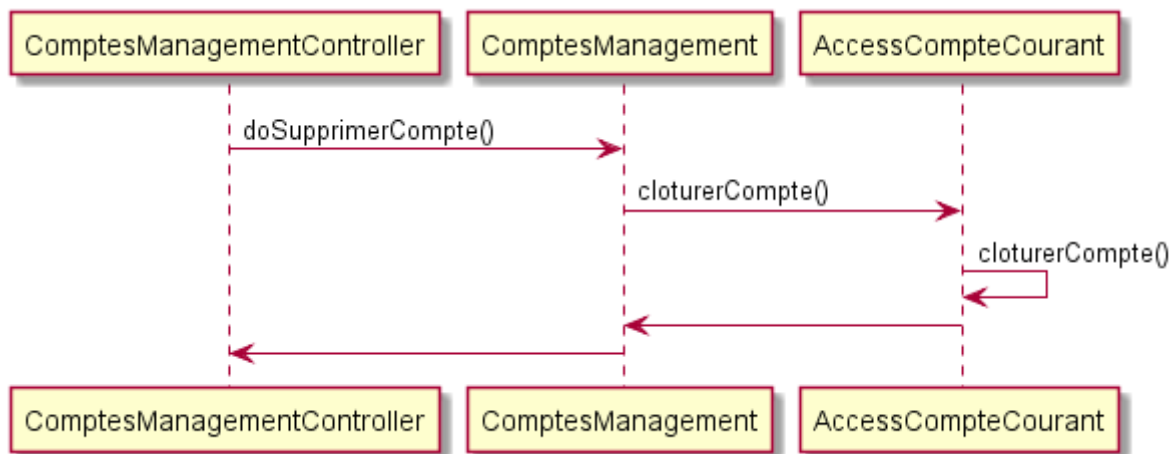 ComptesManagementController
ComptesManagement
AccessCompteCourant
doSupprimerCompte()
cloturerCompte()
cloturerCompte()
ComptesManagementController
ComptesManagement
AccessCompteCourant